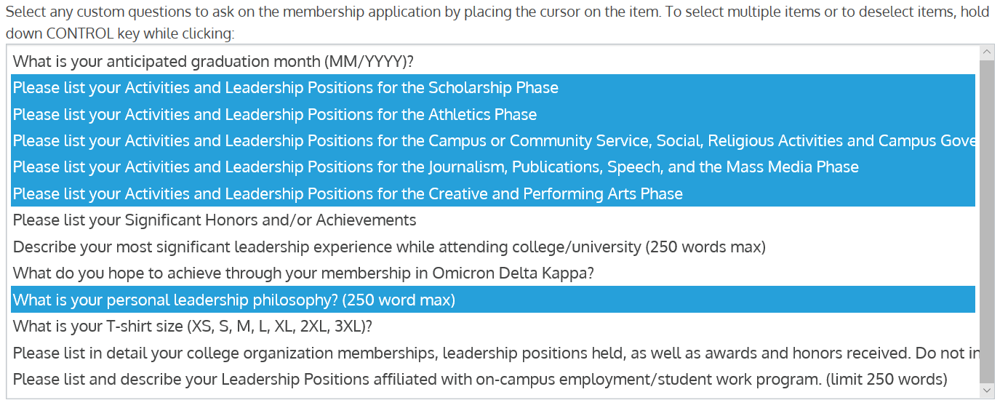 Select any custom questions to ask on the membership application by placing the cursor on the item. To select multiple items or to deselect items, hold
down CONTROL key while clicking:
What is your anticipated graduation month (MM/YYYY)?
Please list your Activities and Leadership Positions for the Scholarship Phase
Please list your Activities and Leadership Positions for the Athletics Phase
Please list your Activities and Leadership Positions for the Campus or Community Service, Social, Religious Activities and Campus Gove
Please list your Activities and Leadership Positions for the Journalism, Publications, Speech, and the Mass Media Phase
Please list your Activities and Leadership Positions for the Creative and Performing Arts Phase
Please list your Significant Honors and/or Achievements
Describe your most significant leadership experience while attending college/university (250 words max)
What do you hope to achieve through your membership in Omicron Delta Kappa?
What is your personal leadership philosophy? (250 word max)
What is your T-shirt size (XS, S, M, L, XL, 2XL, 3XL)?
Please list in detail your college organization memberships, leadership positions held, as well as awards and honors received. Do not in
Please list and describe your Leadership Positions affiliated with on-campus employment/student work program. (limit 250 words)